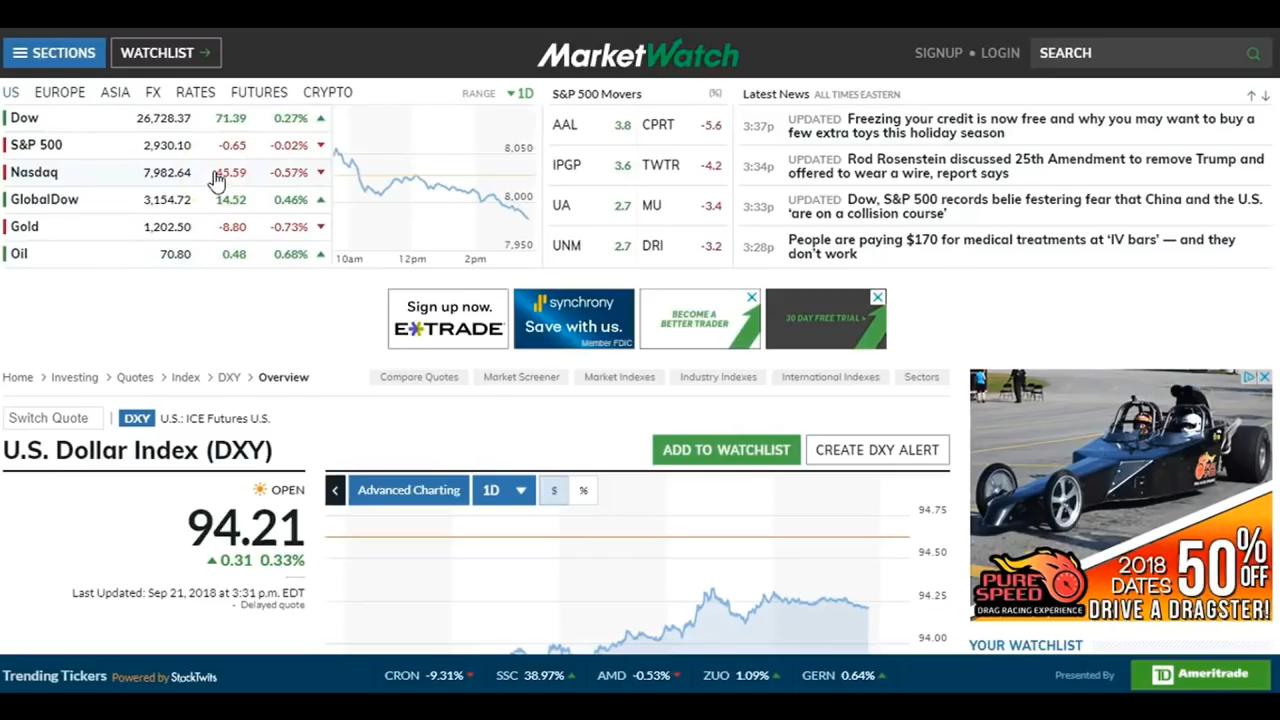 SECTIONS
WATCHLIST →
MarketWatch
SIGNUP • LOGIN
SEARCH
US EUROPE ASIA FX RATES FUTURES CRYPTO
RANGE 1D
Dow 26,728.37 71.39 0.27%
S&P 500 2,930.10 -0.65 -0.02%
Nasdaq 7,982.64 5.59 -0.57%
GlobalDow 3,154.72 14.52 0.46%
Gold 1,202.50 -8.80 -0.73%
Oil 70.80 0.48 0.68%
8,050
8,000
7,950
10am 12pm 2pm
S&P 500 Movers (%)
AAL 3.8 CPRT -5.6
IPGP 3.6 TWTR -4.2
UA 2.7 MU -3.4
UNM 2.7 DRI -3.2
Latest News ALL TIMES EASTERN
3:37p UPDATED Freezing your credit is now free and why you may want to buy a
few extra toys this holiday season
3:34p UPDATED Rod Rosenstein discussed 25th Amendment to remove Trump and
offered to wear a wire, report says
3:33p UPDATED Dow, S&P 500 records belie festering fear that China and the U.S.
‘are on a collision course’
3:28p People are paying $170 for medical treatments at ‘IV bars’ — and they
don’t work
Sign up now.
E*TRADE
synchrony
Save with us.
Member FDIC
BECOME A
BETTER TRADER
30 DAY FREE TRIAL >
Home > Investing > Quotes > Index > DXY > Overview
Compare Quotes Market Screener Market Indexes Industry Indexes International Indexes Sectors
Switch Quote | DXY U.S.: ICE Futures U.S.
U.S. Dollar Index (DXY)
ADD TO WATCHLIST
CREATE DXY ALERT
OPEN
94.21
0.31 0.33%
Last Updated: Sep 21, 2018 at 3:31 p.m. EDT
- Delayed quote
Advanced Charting 1D $ %
94.75
94.50
94.25
94.00
PURE
SPEED
DRAG RACING EXPERIENCE
2018
DATES
50%
OFF
DRIVE A DRAGSTER!
YOUR WATCHLIST
Trending Tickers Powered by StockTwits
CRON -9.31% SSC 38.97% AMD -0.53% ZUO 1.09% GERN 0.64%
Presented By
TD Ameritrade